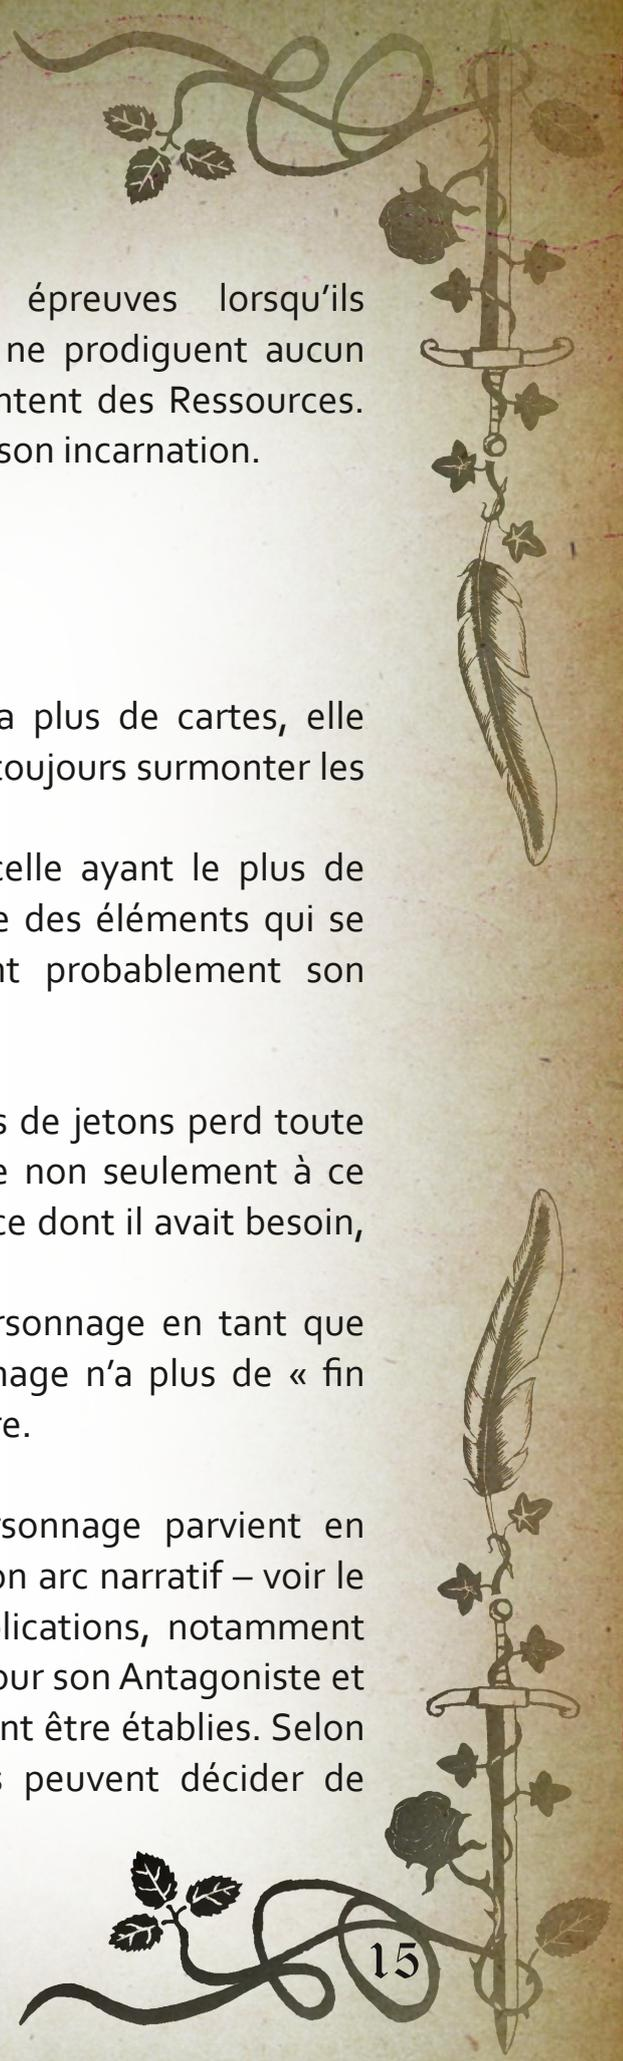 épreuves lorsqu’ils
ne prodiguent aucun
ntent des Ressources.
son incarnation.
a plus de cartes, elle
toujours surmonter les
celle ayant le plus de
e des éléments qui se
nt probablement son
s de jetons perd toute
e non seulement à ce
ce dont il avait besoin,
rsonnage en tant que
nage n’a plus de « fin
re.
rsonnage parvient en
on arc narratif – voir le
plications, notamment
our son Antagoniste et
nt être établies. Selon
s peuvent décider de
15